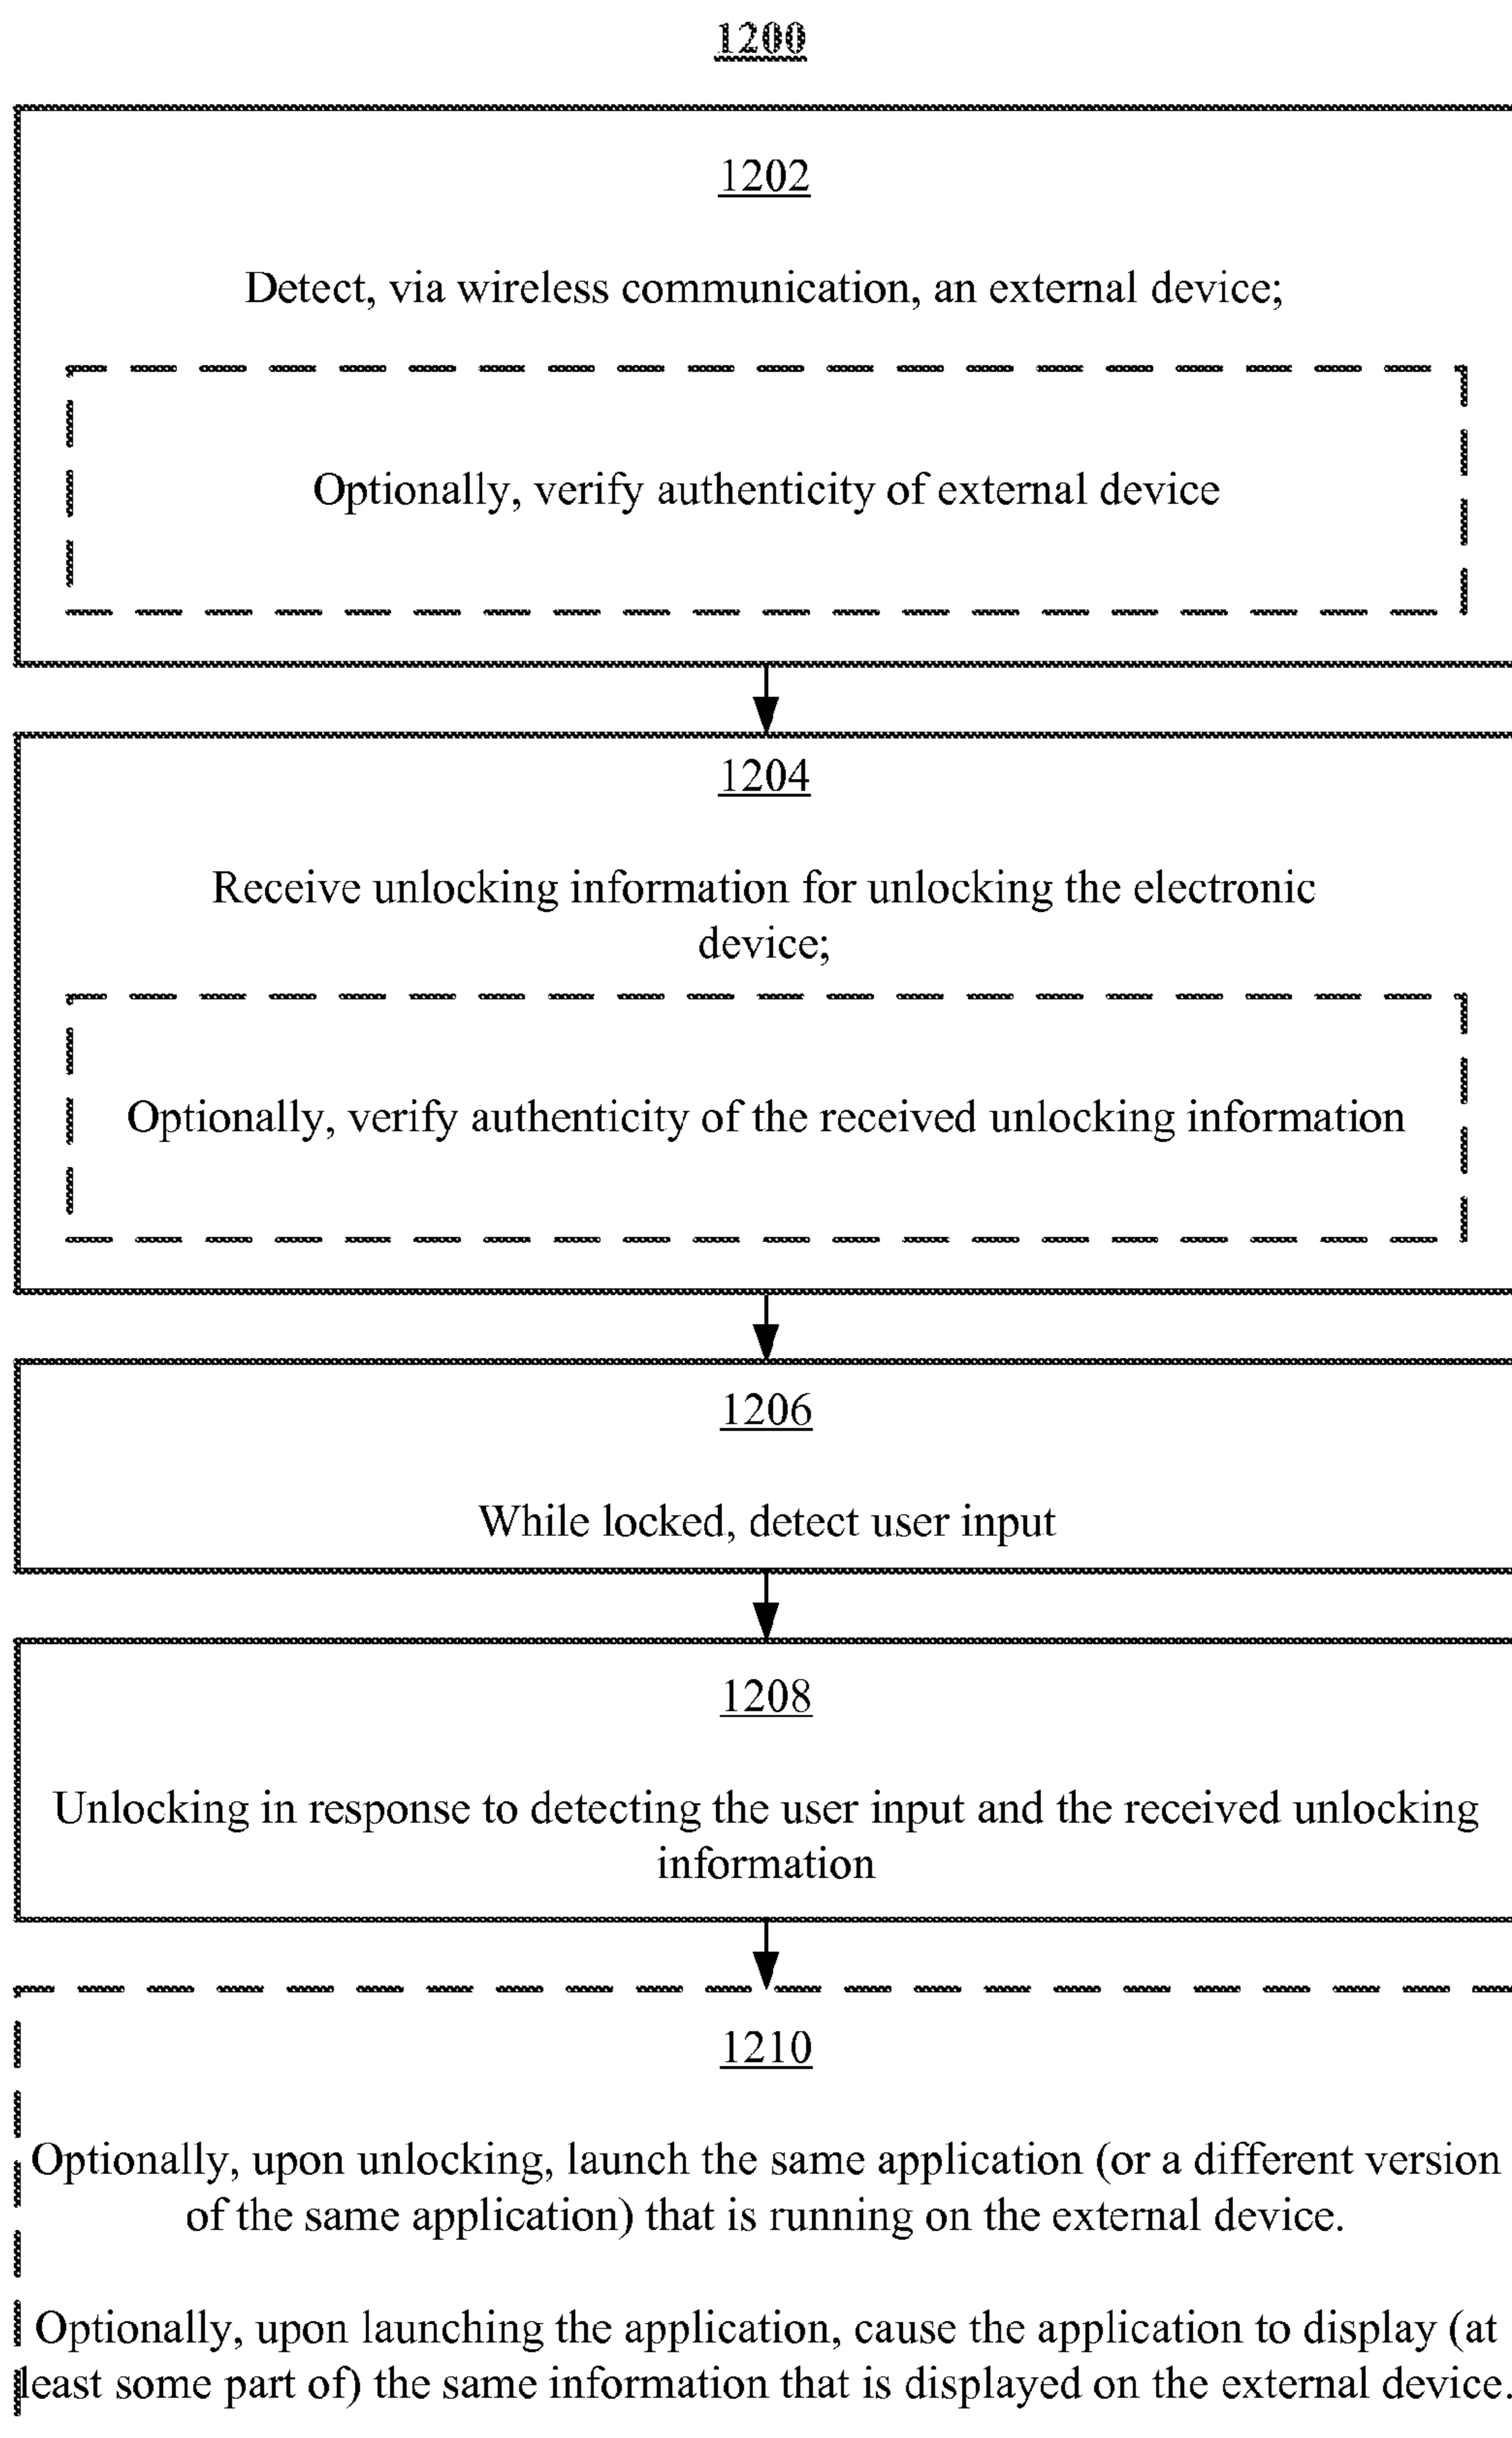 1200
1202
Detect, via wireless communication, an external device;
Optionally, verify authenticity of external device
1204
Receive unlocking information for unlocking the electronic
device;
Optionally, verify authenticity of the received unlocking information
1206
While locked, detect user input
1208
Unlocking in response to detecting the user input and the received unlocking
information
1210
Optionally, upon unlocking, launch the same application (or a different version
of the same application) that is running on the external device.
Optionally, upon launching the application, cause the application to display (at
least some part of) the same information that is displayed on the external device.